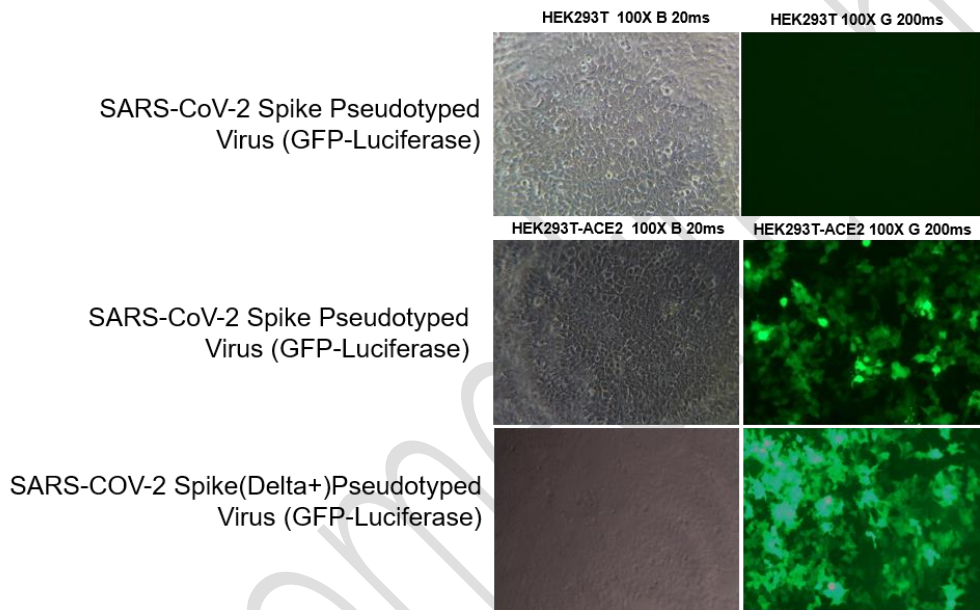 HEK293T 100X B 20ms
HEK293T 100X G 200ms
SARS-CoV-2 Spike Pseudotyped
Virus (GFP-Luciferase)
HEK293T-ACE2 100X B 20ms
HEK293T-ACE2 100X G 200ms
SARS-CoV-2 Spike Pseudotyped
Virus (GFP-Luciferase)
SARS-COV-2 Spike(Delta+)Pseudotyped
Virus (GFP-Luciferase)